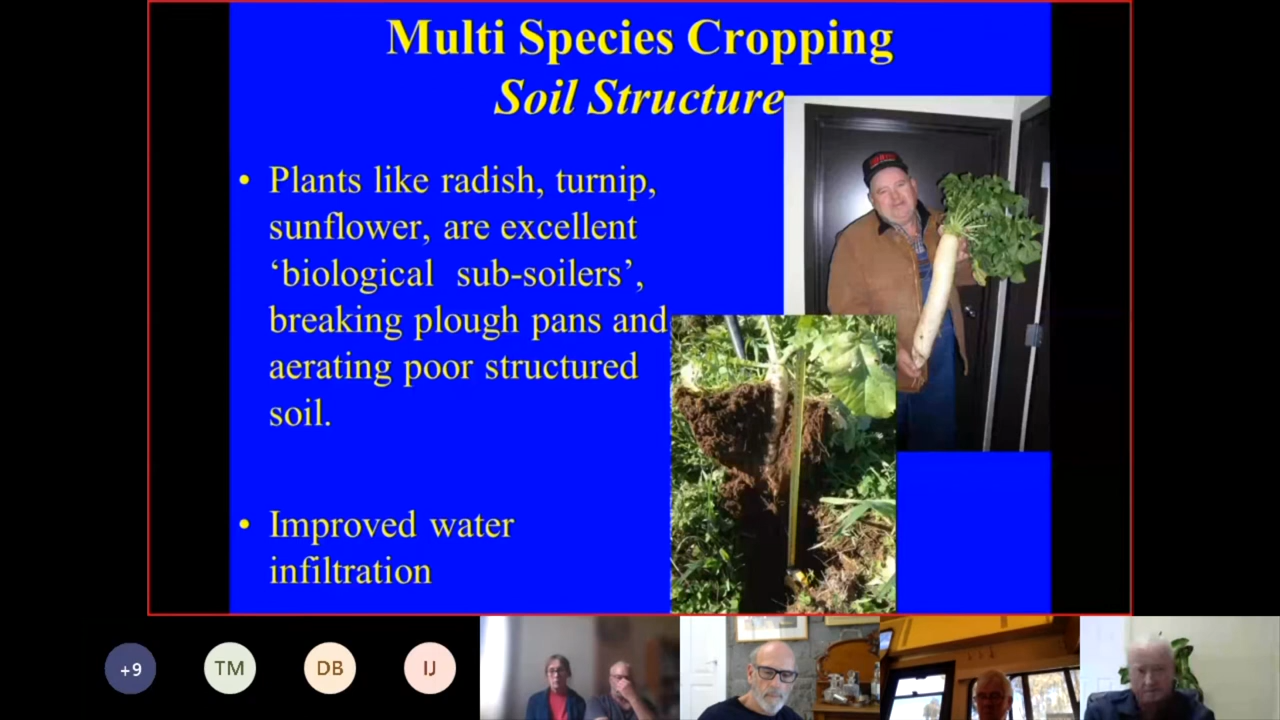 Multi Species Cropping
Soil Structure
• Plants like radish, turnip,
sunflower, are excellent
‘biological sub-soilers’,
breaking plough pans and
aerating poor structured
soil.
• Improved water
infiltration
+9
TM
DB
IJ